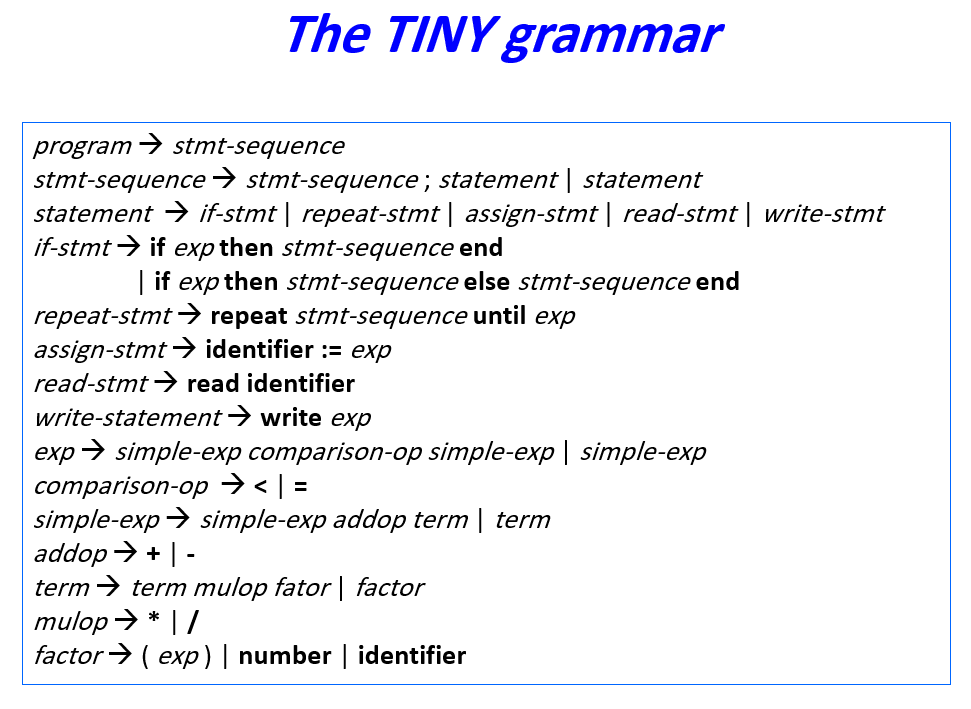 The TINY grammar
program → stmt-sequence
stmt-sequence → stmt-sequence ; statement | statement
statement → if-stmt | repeat-stmt | assign-stmt | read-stmt | write-stmt
if-stmt → if exp then stmt-sequence end
| if exp then stmt-sequence else stmt-sequence end
repeat-stmt → repeat stmt-sequence until exp
assign-stmt → identifier := exp
read-stmt → read identifier
write-statement → write exp
exp → simple-exp comparison-op simple-exp | simple-exp
comparison-op → < | =
simple-exp → simple-exp addop term | term
addop → + | -
term → term mulop fator | factor
mulop → * | /
factor → ( exp ) | number | identifier